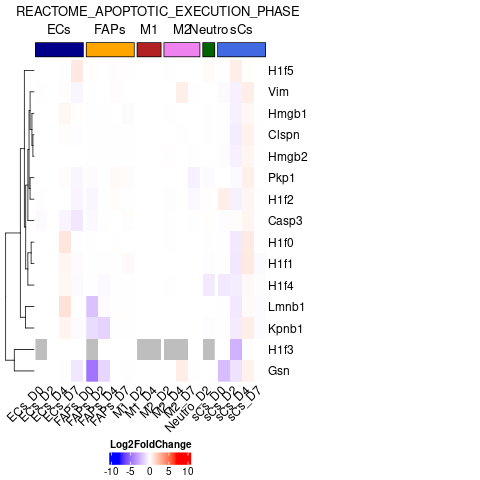 REACTOME_APOPTOTIC_EXECUTION_PHASE
ECs FAPs M1 M2 Neutro sCs
H1f5
Vim
Hmgb1
Clspn
Hmgb2
Pkp1
H1f2
Casp3
H1f0
H1f1
H1f4
Lmnb1
Kpnb1
H1f3
Gsn
ECs_D0
ECs_D2
ECs_D4
ECs_D7
FAPs_D0
FAPs_D2
FAPs_D4
FAPs_D7
M1_D2
M1_D4
M2_D2
M2_D4
M2_D7
Neutro_D2
sCs_D0
sCs_D2
sCs_D4
sCs_D7
Log2FoldChange
-10 -5 0 5 10